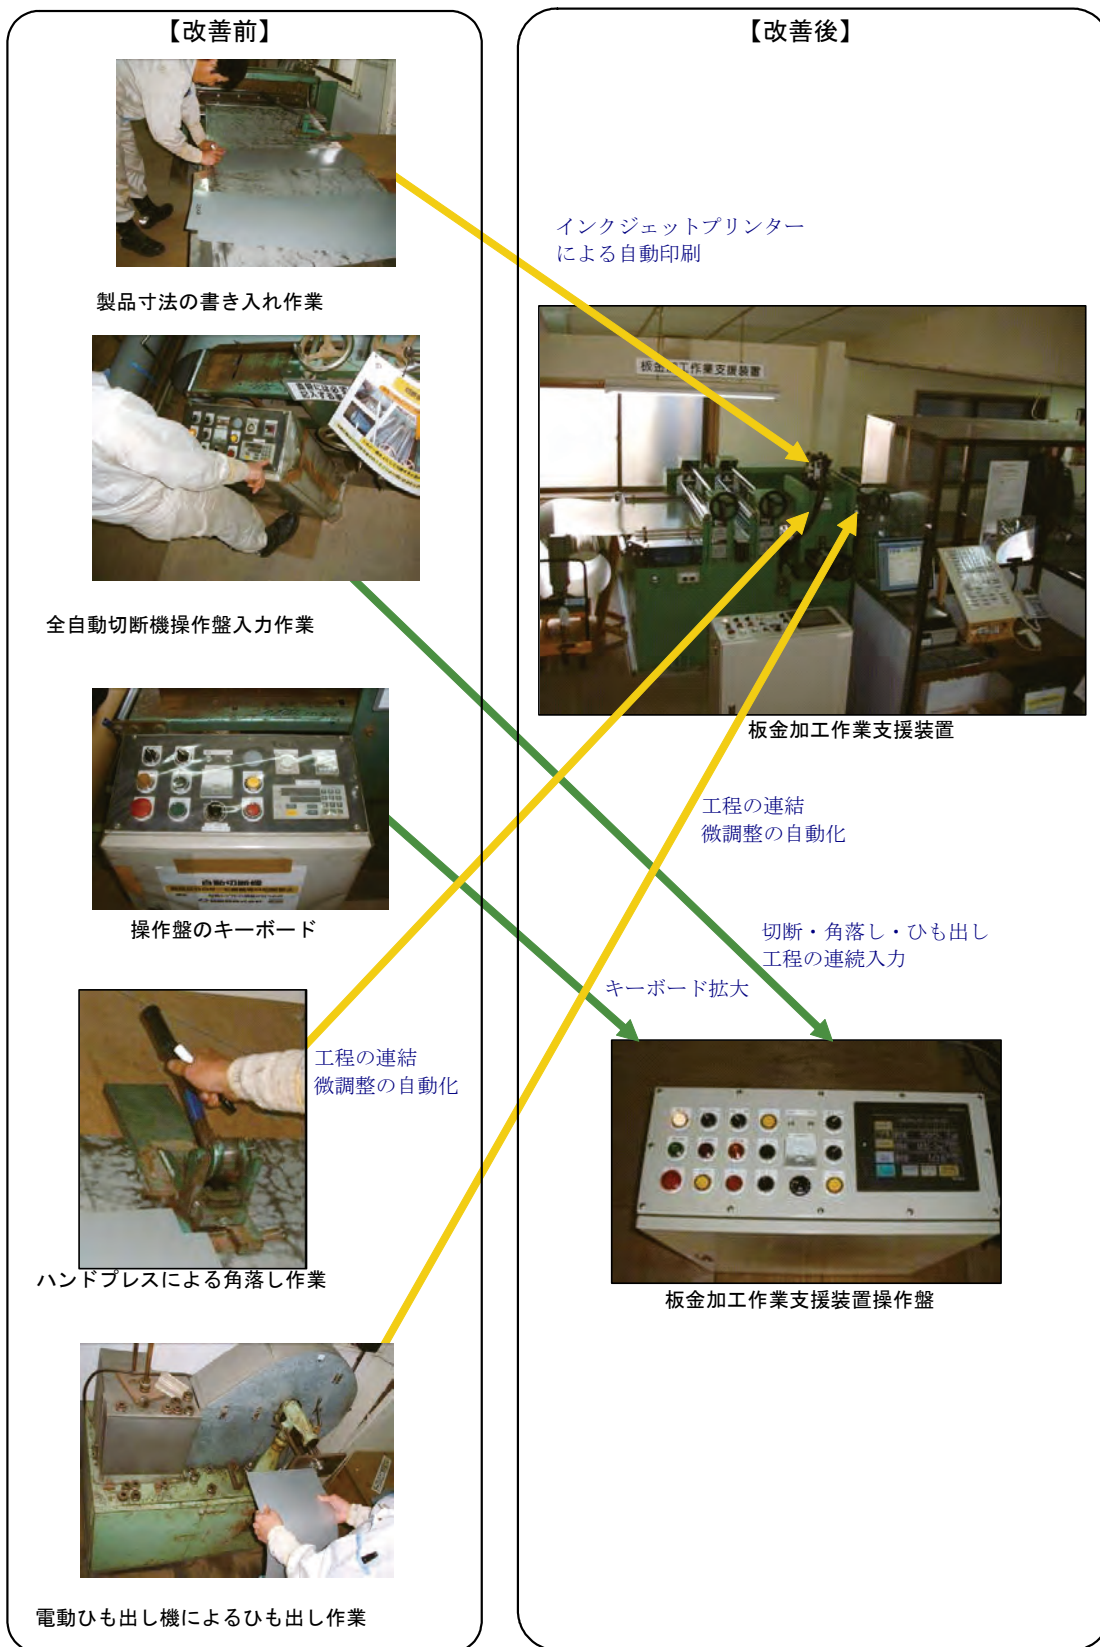 【改善前】
製品寸法の書き入れ作業
全自動切断機操作盤入力作業
操作盤のキーボード
工程の連結
微調整の自動化
ハンドプレスによる角落し作業
電動ひも出し機によるひも出し作業
【改善後】
インクジェットプリンター
による自動印刷
板金加工作業支援装置
板金加工作業支援装置
工程の連結
微調整の自動化
切断・角落し・ひも出し
工程の連続入力
キーボード拡大
板金加工作業支援装置操作盤